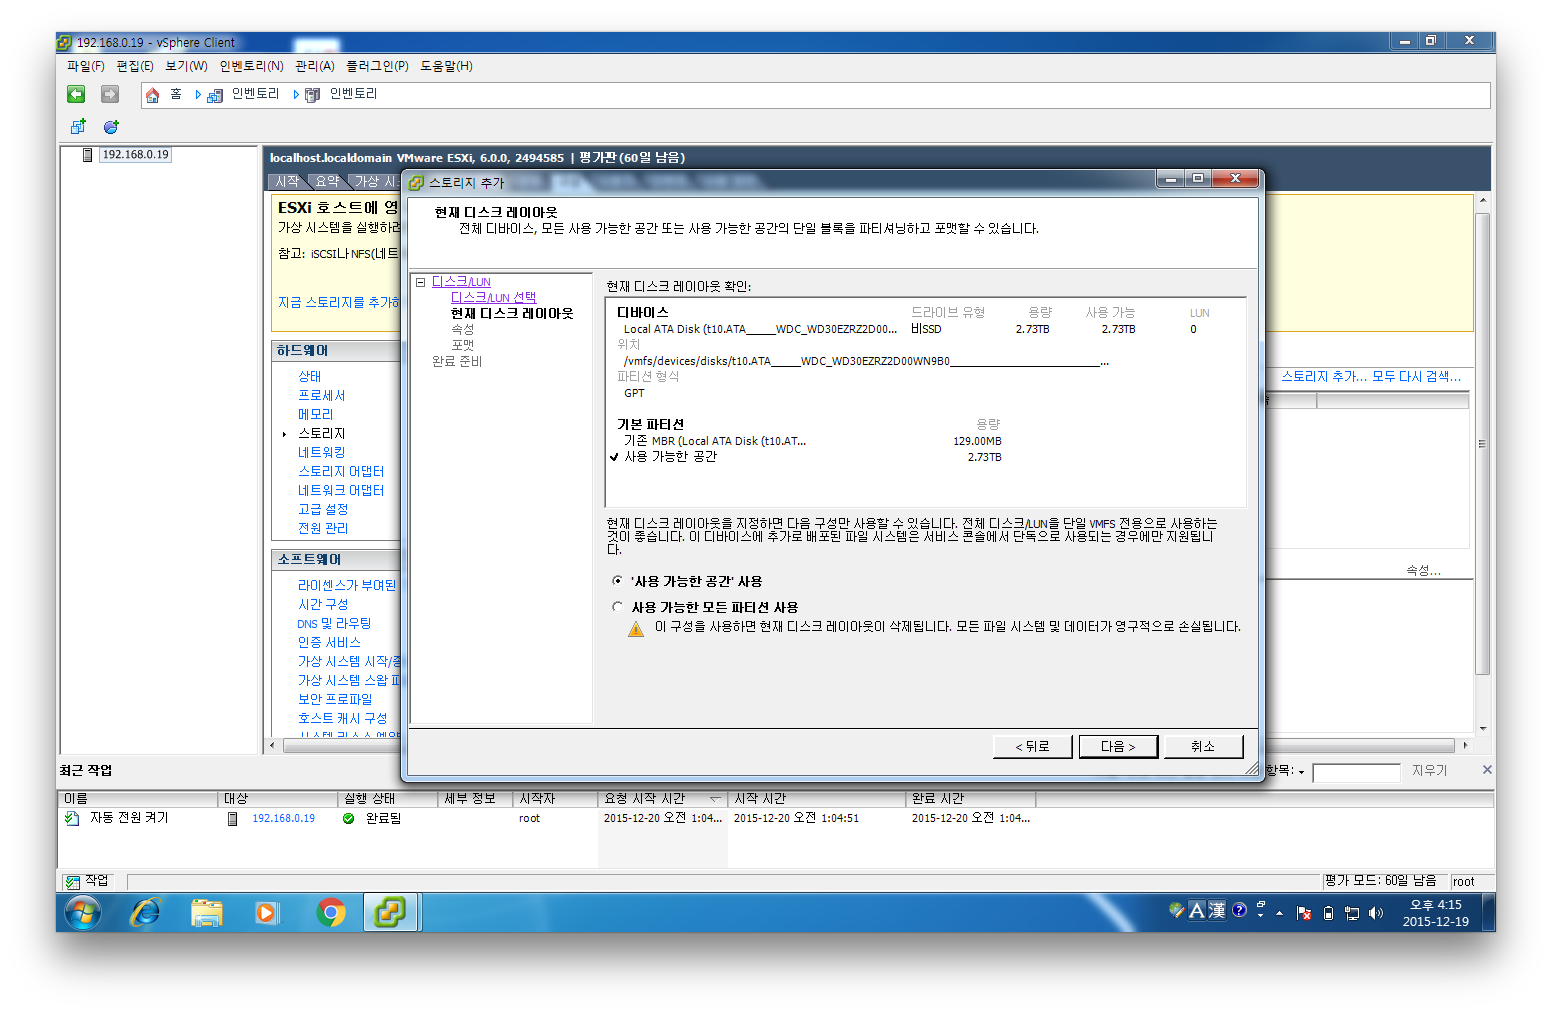 192.168.0.19 - vSphere Client
파일(F) 편집(E) 보기(W) 인벤토리(N) 관리(A) 플러그인(P) 도움말(H)
홈 인벤토리 인벤토리
192.168.0.19
localhost.localdomain VMware ESXi, 6.0.0, 2494585 | 평가판 (60일 남음)
시작 요약 가상 시
ESXi 호스트에 영
가상 시스템을 실행하려
참고: iSCSI나 NFS(네트
지금 스토리지를 추가하
하드웨어
상태
프로세서
메모리
스토리지
네트워킹
스토리지 어댑터
네트워크 어댑터
고급 설정
전원 관리
소프트웨어
라이센스가 부여된
시간 구성
DNS 및 라우팅
인증 서비스
가상 시스템 시작/종
가상 시스템 스왑 파
보안 프로파일
호스트 캐시 구성
스토리지 추가... 모두 다시 검색...
속성...
스토리지 추가
현재 디스크 레이아웃
전체 디바이스, 모든 사용 가능한 공간 또는 사용 가능한 공간의 단일 블록을 파티셔닝하고 포맷할 수 있습니다.
디스크/LUN
디스크/LUN 선택
현재 디스크 레이아웃
속성
포맷
완료 준비
현재 디스크 레이아웃 확인:
디바이스 드라이브 유형 용량 사용 가능 LUN
Local ATA Disk (t10.ATA_____WDC_WD30EZRZ2D00... 비SSD 2.73TB 2.73TB 0
위치
/vmfs/devices/disks/t10.ATA_____WDC_WD30EZRZ2D00WN9B0_________________________...
파티션 형식
GPT
기본 파티션 용량
기존 MBR (Local ATA Disk (t10.AT... 129.00MB
사용 가능한 공간 2.73TB
현재 디스크 레이아웃을 지정하면 다음 구성만 사용할 수 있습니다. 전체 디스크/LUN을 단일 VMFS 전용으로 사용하는
것이 좋습니다. 이 디바이스에 추가로 배포된 파일 시스템은 서비스 콘솔에서 단독으로 사용되는 경우에만 지원됩니
다.
'사용 가능한 공간' 사용
사용 가능한 모든 파티션 사용
이 구성을 사용하면 현재 디스크 레이아웃이 삭제됩니다. 모든 파일 시스템 및 데이터가 영구적으로 손실됩니다.
< 뒤로 다음 > 취소
최근 작업 항목: 지우기
이름 대상 실행 상태 세부 정보 시작자 요청 시작 시간 시작 시간 완료 시간
자동 전원 켜기 192.168.0.19 완료됨 root 2015-12-20 오전 1:04... 2015-12-20 오전 1:04:51 2015-12-20 오전 1:04...
작업 평가 모드: 60일 남음 root
A 漢 오후 4:15
2015-12-19